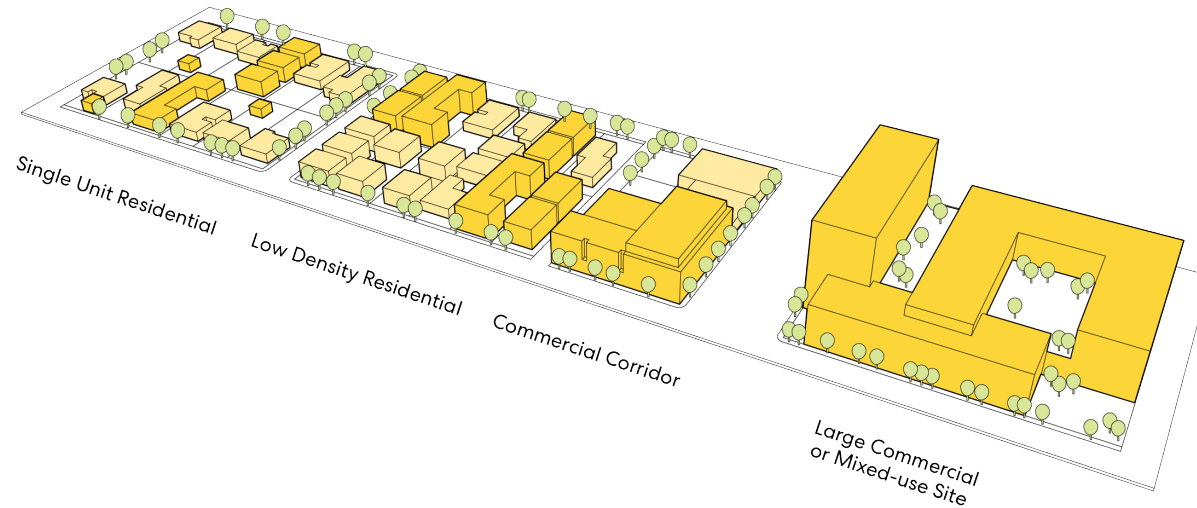 Single Unit Residential
Low Density Residential
Commercial Corridor
Large Commercial
or Mixed-use Site